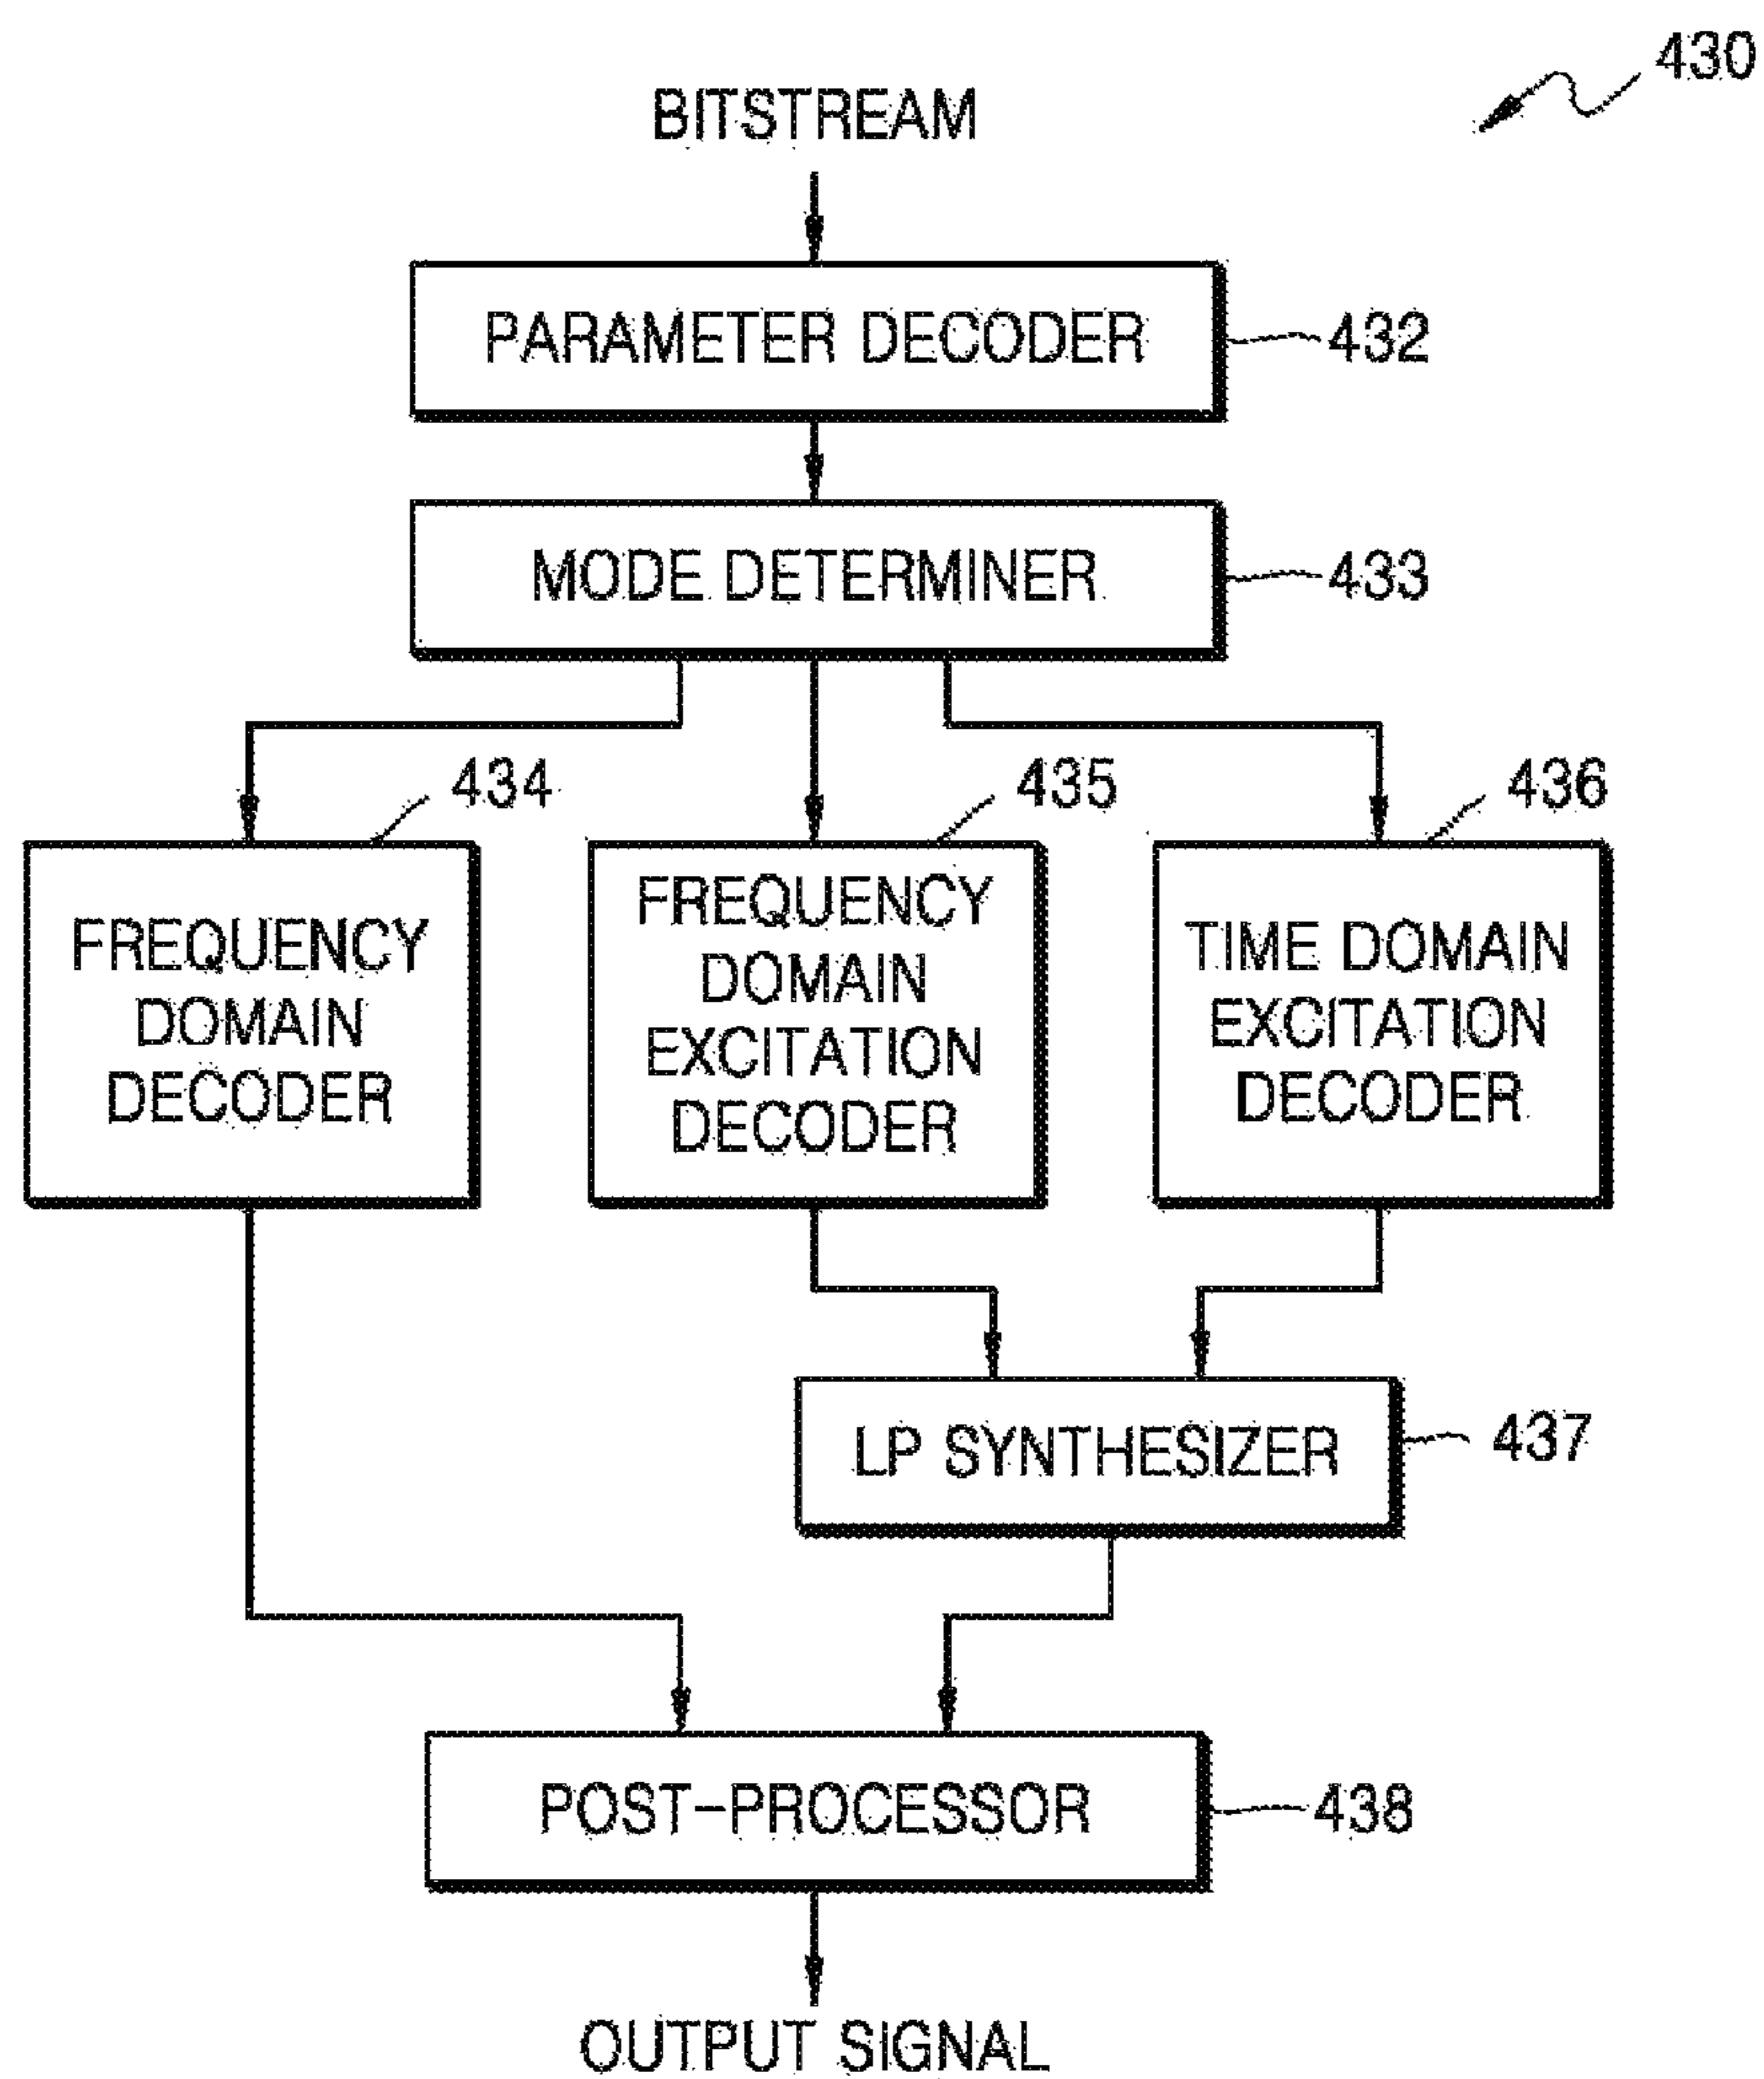 430
BITSTREAM
PARAMETER DECODER
432
MODE DETERMINER
433
434
435
436
FREQUENCY
DOMAIN
DECODER
FREQUENCY
DOMAIN
EXCITATION
DECODER
TIME DOMAIN
EXCITATION
DECODER
LP SYNTHESIZER
437
POST-PROCESSOR
438
OUTPUT SIGNAL